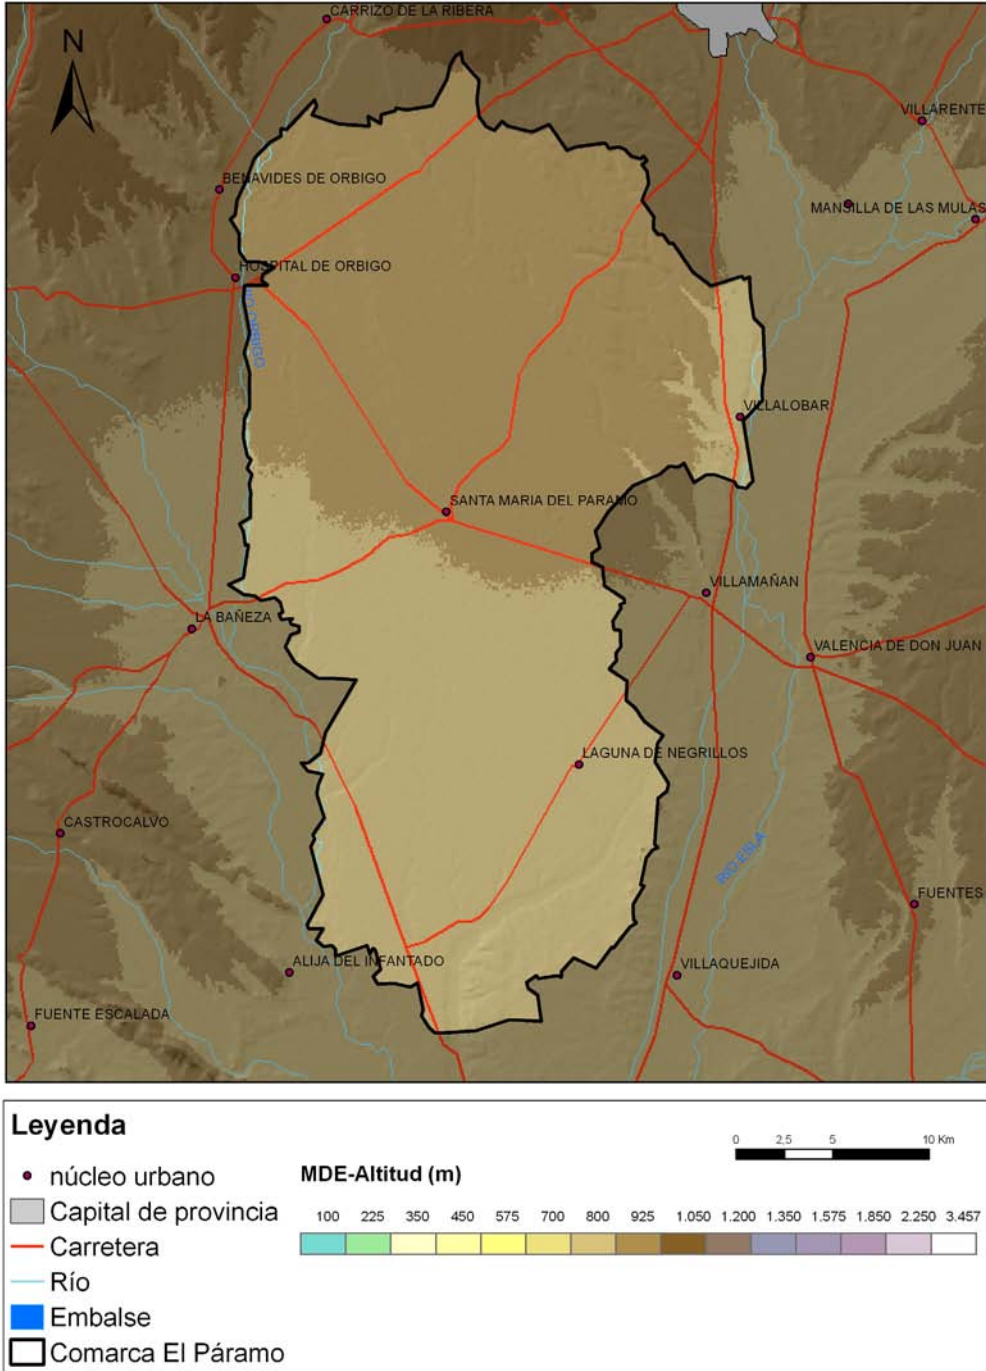 CARRIZO DE LA RIBERA
N
VILLARENTE
BENAVIDES DE ORBIGO
MANSILLA DE LAS MULAS
HOSPITAL DE ORBIGO
RIO ORBIGO
VILLALOBAR
SANTA MARIA DEL PARAMO
VILLAMAÑAN
LA BAÑEZA
VALENCIA DE DON JUAN
LAGUNA DE NEGRILLOS
CASTROCALVO
RIO ESLA
FUENTES
ALIJA DEL INFANTADO
VILLAQUEJIDA
FUENTE ESCALADA
Leyenda
núcleo urbano
Capital de provincia
Carretera
Río
Embalse
Comarca El Páramo
MDE-Altitud (m)
100 225 350 450 575 700 800 925 1.050 1.200 1.350 1.575 1.850 2.250 3.457
0 2,5 5 10 Km